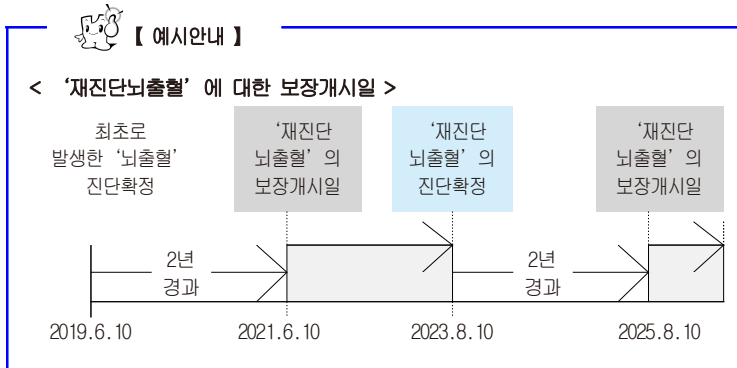 【 예시안내 】
< ‘재진단뇌출혈’ 에 대한 보장개시일 >
최초로
발생한 ‘뇌출혈’
진단확정
‘재진단
뇌출혈’ 의
보장개시일
‘재진단
뇌출혈’ 의
진단확정
‘재진단
뇌출혈’ 의
보장개시일
2년
경과
2년
경과
2019.6.10
2021.6.10
2023.8.10
2025.8.10